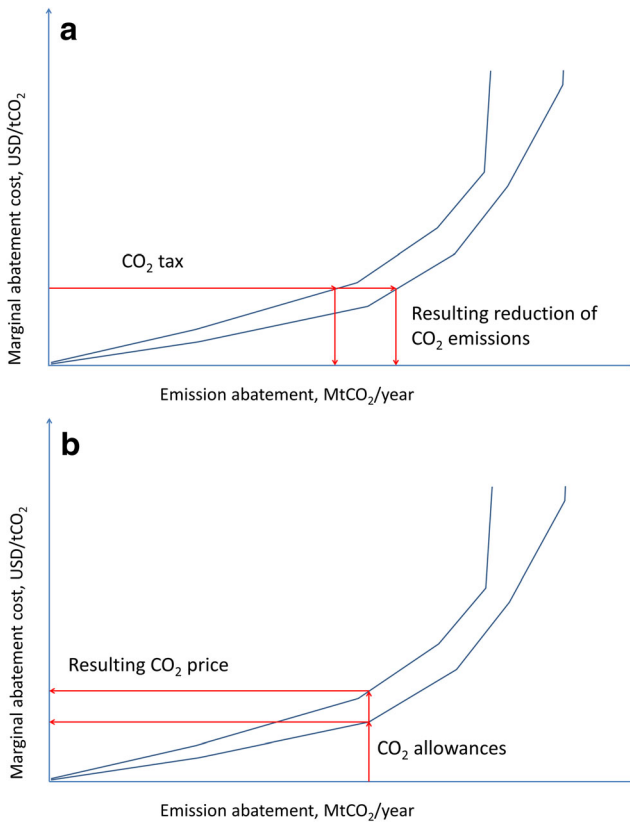 a
Marginal abatement cost, USD/tCO₂
CO₂ tax
Resulting reduction of
CO₂ emissions
Emission abatement, MtCO₂/year
b
Marginal abatement cost, USD/tCO₂
Resulting CO₂ price
CO₂ allowances
Emission abatement, MtCO₂/year